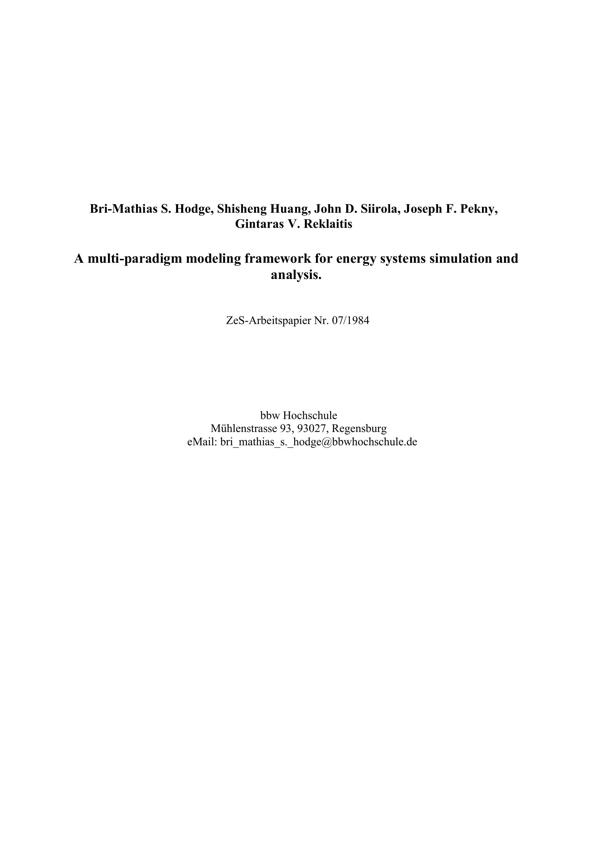 Bri-Mathias S. Hodge, Shisheng Huang, John D. Siirola, Joseph F. Pekny,
Gintaras V. Reklaitis
A multi-paradigm modeling framework for energy systems simulation and
analysis.
ZeS-Arbeitspapier Nr. 07/1984
bbw Hochschule
Mühlenstrasse 93, 93027, Regensburg
eMail: bri_mathias_s._hodge@bbwhochschule.de